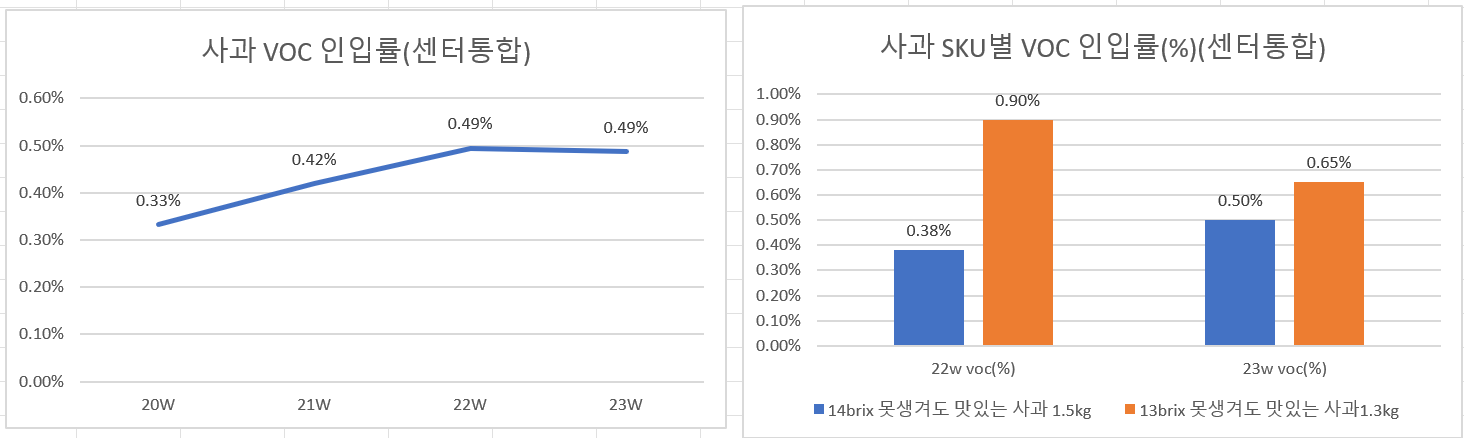 사과 VOC 인입률(센터통합)
0.60%
0.50%
0.40%
0.30%
0.20%
0.10%
0.00%
0.33%
0.42%
0.49%
0.49%
20W
21W
22W
23W
사과 SKU별 VOC 인입률(%)(센터통합)
1.00%
0.90%
0.80%
0.70%
0.60%
0.50%
0.40%
0.30%
0.20%
0.10%
0.00%
0.38%
0.90%
0.50%
0.65%
22w voc(%)
23w voc(%)
14brix 못생겨도 맛있는 사과 1.5kg
13brix 못생겨도 맛있는 사과1.3kg